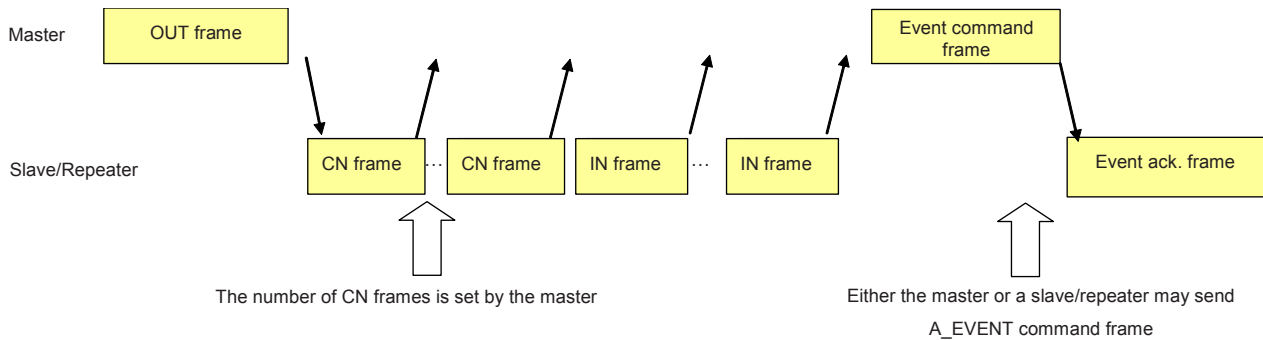 Master
OUT frame
Event command
frame
Slave/Repeater
CN frame
...
CN frame
IN frame
...
IN frame
Event ack. frame
The number of CN frames is set by the master
Either the master or a slave/repeater may send
A_EVENT command frame